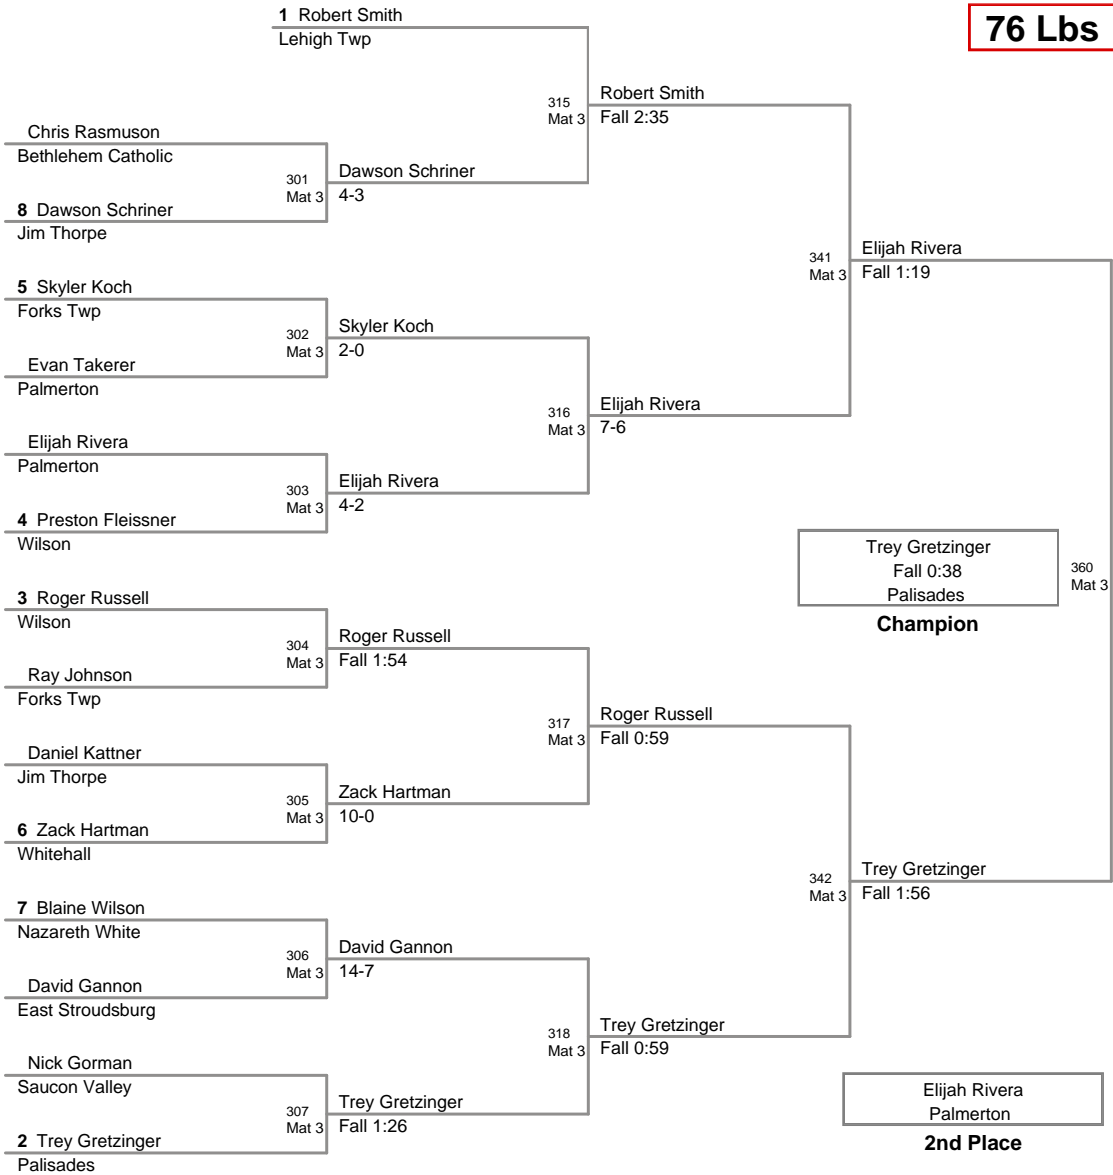 1 Robert Smith
Lehigh Twp
76 Lbs
315
Mat 3
Robert Smith
Fall 2:35
Chris Rasmuson
Bethlehem Catholic
301
Mat 3
Dawson Schriner
4-3
8 Dawson Schriner
Jim Thorpe
341
Mat 3
Elijah Rivera
Fall 1:19
5 Skyler Koch
Forks Twp
302
Mat 3
Skyler Koch
2-0
Evan Takerer
Palmerton
316
Mat 3
Elijah Rivera
7-6
Elijah Rivera
Palmerton
303
Mat 3
Elijah Rivera
4-2
4 Preston Fleissner
Wilson
Trey Gretzinger
Fall 0:38
Palisades
Champion
360
Mat 3
3 Roger Russell
Wilson
304
Mat 3
Roger Russell
Fall 1:54
Ray Johnson
Forks Twp
317
Mat 3
Roger Russell
Fall 0:59
Daniel Kattner
Jim Thorpe
305
Mat 3
Zack Hartman
10-0
6 Zack Hartman
Whitehall
342
Mat 3
Trey Gretzinger
Fall 1:56
7 Blaine Wilson
Nazareth White
306
Mat 3
David Gannon
14-7
David Gannon
East Stroudsburg
318
Mat 3
Trey Gretzinger
Fall 0:59
Nick Gorman
Saucon Valley
307
Mat 3
Trey Gretzinger
Fall 1:26
2 Trey Gretzinger
Palisades
Elijah Rivera
Palmerton
2nd Place